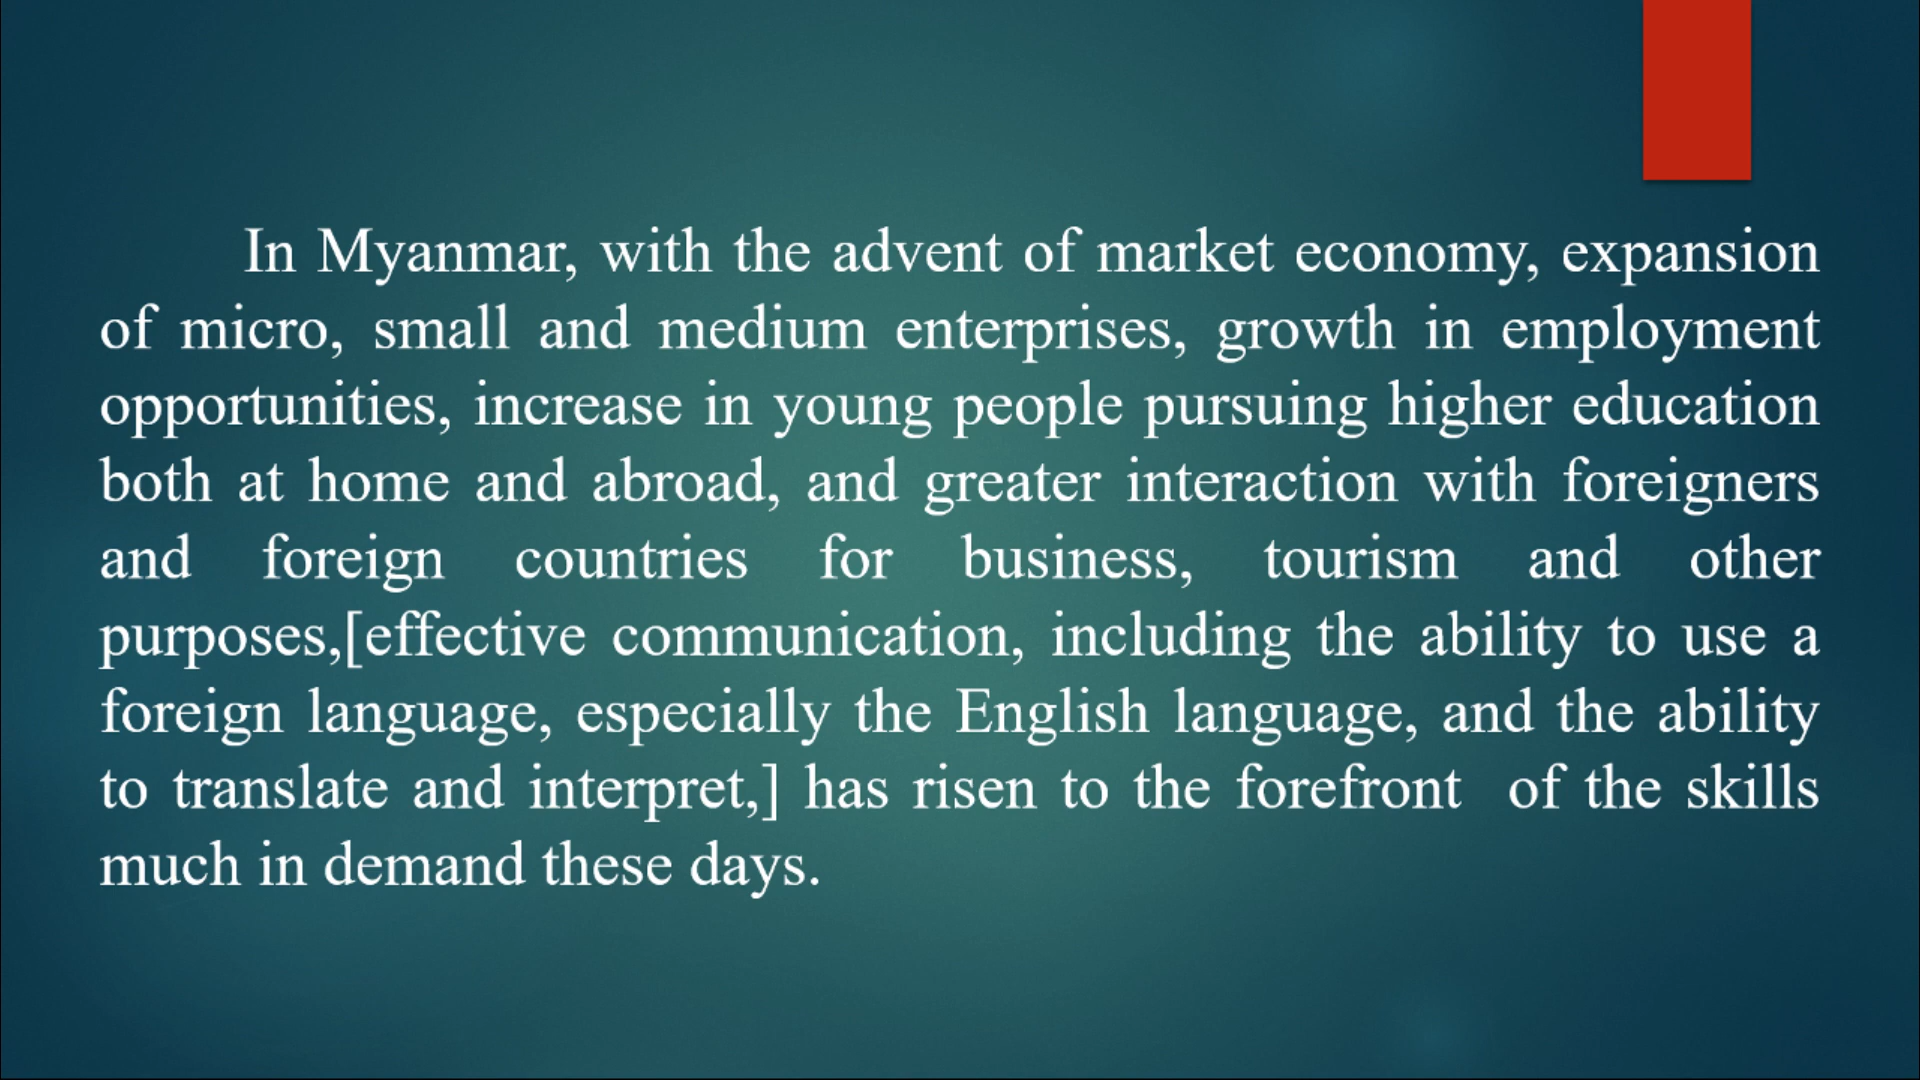 In Myanmar, with the advent of market economy, expansion
of micro, small and medium enterprises, growth in employment
opportunities, increase in young people pursuing higher education
both at home and abroad, and greater interaction with foreigners
and foreign countries for business, tourism and other
purposes,[effective communication, including the ability to use a
foreign language, especially the English language, and the ability
to translate and interpret,] has risen to the forefront of the skills
much in demand these days.